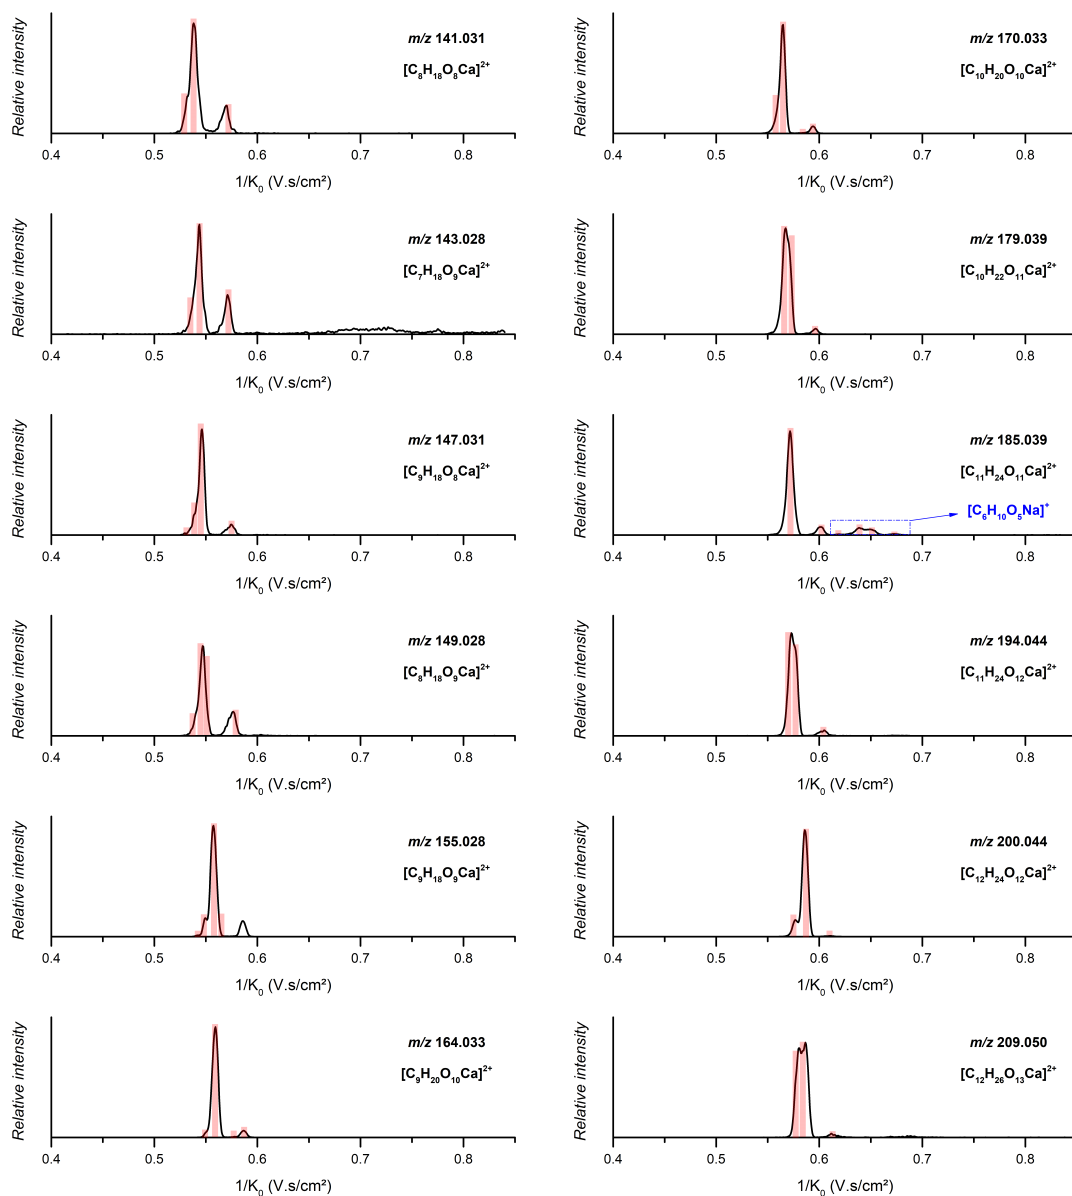 Relative intensity
m/z 141.031
[C₈H₁₈O₈Ca]²⁺
0.4 0.5 0.6 0.7 0.8
1/K₀ (V.s/cm²)
Relative intensity
m/z 170.033
[C₁₀H₂₀O₁₀Ca]²⁺
0.4 0.5 0.6 0.7 0.8
1/K₀ (V.s/cm²)
Relative intensity
m/z 143.028
[C₇H₁₈O₉Ca]²⁺
0.4 0.5 0.6 0.7 0.8
1/K₀ (V.s/cm²)
Relative intensity
m/z 179.039
[C₁₀H₂₂O₁₁Ca]²⁺
0.4 0.5 0.6 0.7 0.8
1/K₀ (V.s/cm²)
Relative intensity
m/z 147.031
[C₉H₁₈O₈Ca]²⁺
0.4 0.5 0.6 0.7 0.8
1/K₀ (V.s/cm²)
Relative intensity
m/z 185.039
[C₁₁H₂₄O₁₁Ca]²⁺
[C₆H₁₀O₅Na]⁺
0.4 0.5 0.6 0.7 0.8
1/K₀ (V.s/cm²)
Relative intensity
m/z 149.028
[C₈H₁₈O₉Ca]²⁺
0.4 0.5 0.6 0.7 0.8
1/K₀ (V.s/cm²)
Relative intensity
m/z 194.044
[C₁₁H₂₄O₁₂Ca]²⁺
0.4 0.5 0.6 0.7 0.8
1/K₀ (V.s/cm²)
Relative intensity
m/z 155.028
[C₉H₁₈O₉Ca]²⁺
0.4 0.5 0.6 0.7 0.8
1/K₀ (V.s/cm²)
Relative intensity
m/z 200.044
[C₁₂H₂₄O₁₂Ca]²⁺
0.4 0.5 0.6 0.7 0.8
1/K₀ (V.s/cm²)
Relative intensity
m/z 164.033
[C₉H₂₀O₁₀Ca]²⁺
0.4 0.5 0.6 0.7 0.8
1/K₀ (V.s/cm²)
Relative intensity
m/z 209.050
[C₁₂H₂₆O₁₃Ca]²⁺
0.4 0.5 0.6 0.7 0.8
1/K₀ (V.s/cm²)